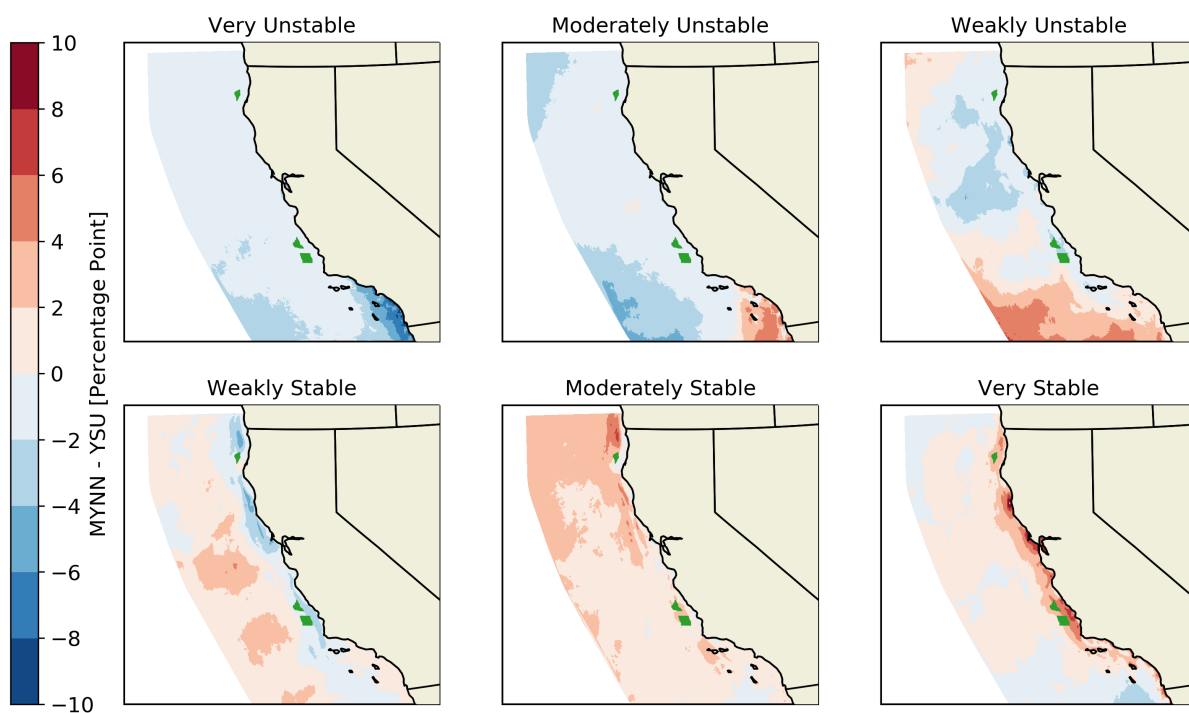 Very Unstable
Moderately Unstable
Weakly Unstable
10
8
6
4
2
0
−2
−4
−6
−8
−10
MYNN - YSU [Percentage Point]
Weakly Stable
Moderately Stable
Very Stable